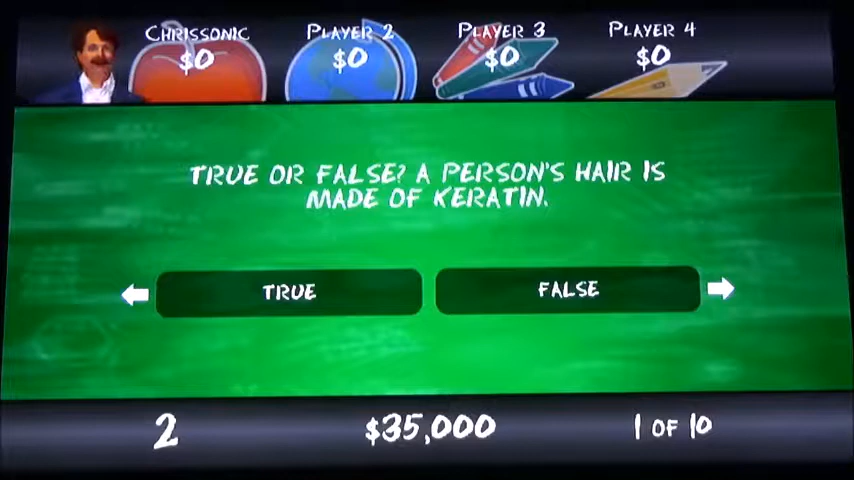 CHRISSONIC PLAYER 2 PLAYER 3 PLAYER 4
$0 $0 $0 $0
TRUE OR FALSE? A PERSON'S HAIR IS
MADE OF KERATIN.
TRUE FALSE
2 $35,000 1 OF 10